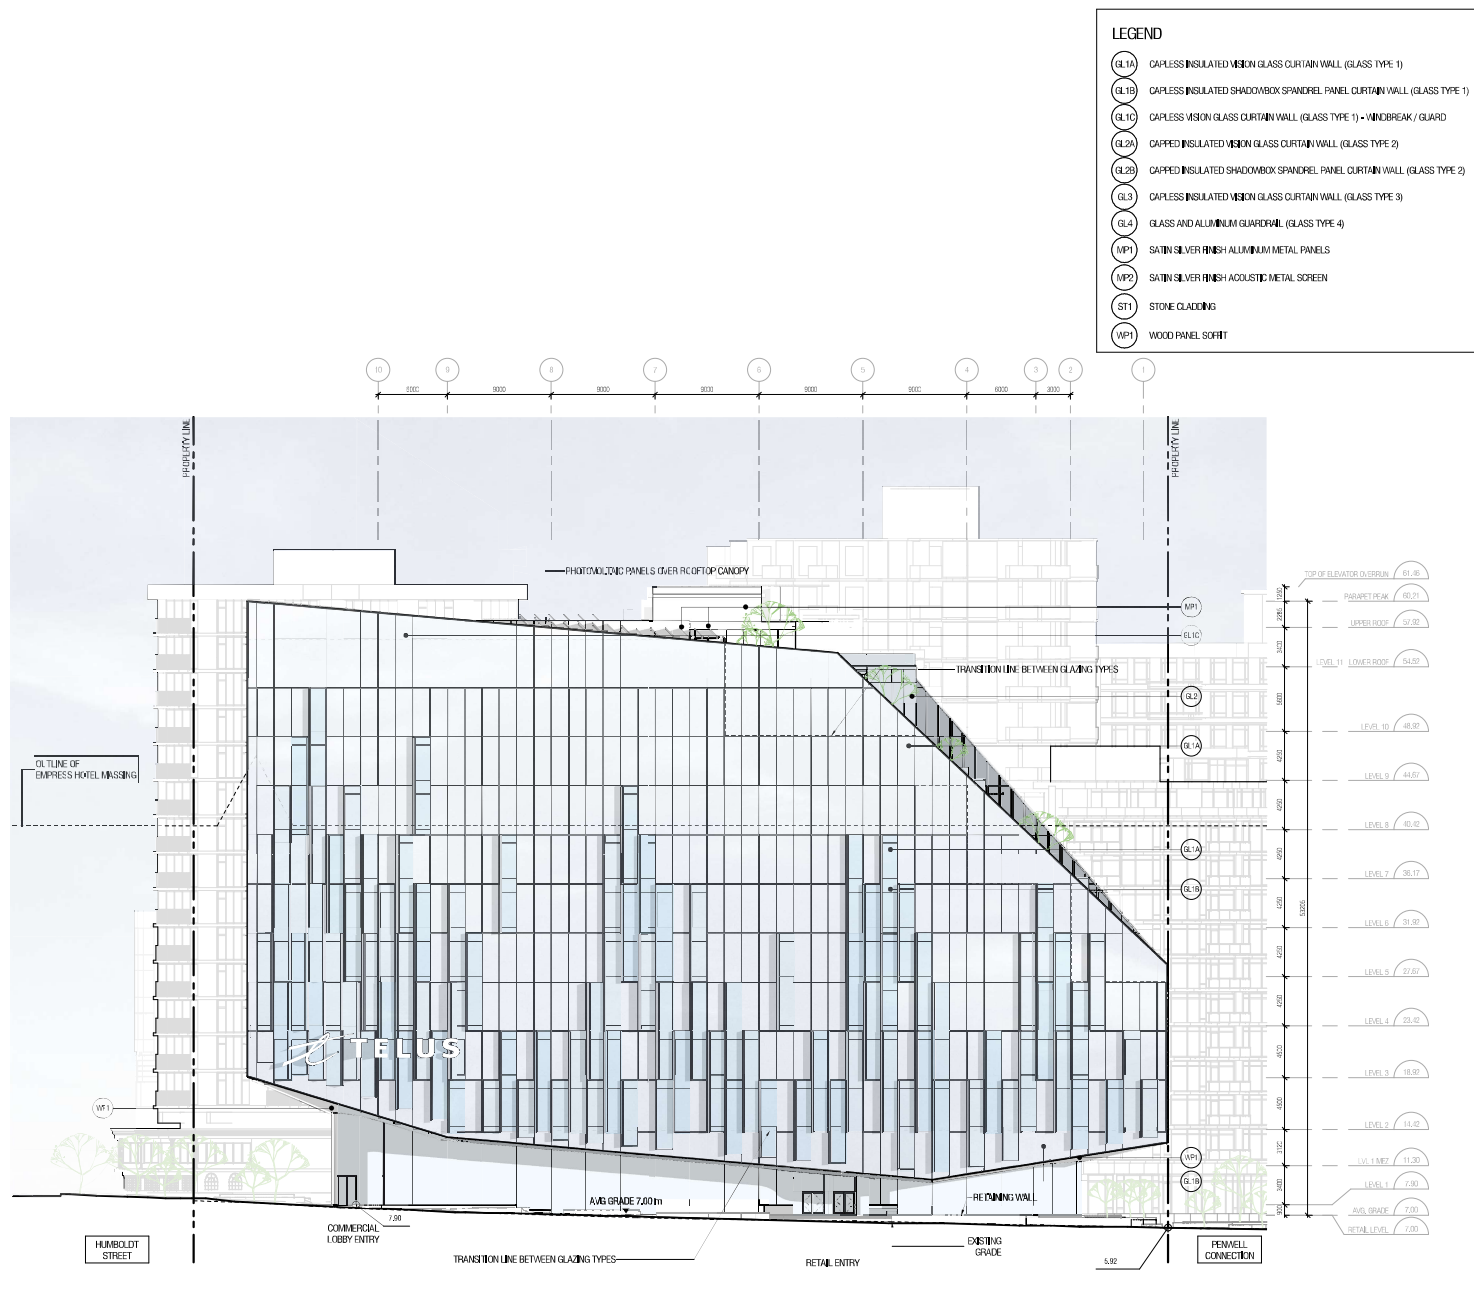 LEGEND
GL1A CAPLESS INSULATED VISION GLASS CURTAIN WALL (GLASS TYPE 1)
GL1B CAPLESS INSULATED SHADOWBOX SPANDREL PANEL CURTAIN WALL (GLASS TYPE 1)
GL1C CAPLESS VISION GLASS CURTAIN WALL (GLASS TYPE 1) - WINDBREAK / GUARD
GL2A CAPPED INSULATED VISION GLASS CURTAIN WALL (GLASS TYPE 2)
GL2B CAPPED INSULATED SHADOWBOX SPANDREL PANEL CURTAIN WALL (GLASS TYPE 2)
GL3 CAPLESS INSULATED VISION GLASS CURTAIN WALL (GLASS TYPE 3)
GL4 GLASS AND ALUMINUM GUARDRAIL (GLASS TYPE 4)
MP1 SATIN SILVER FINISH ALUMINUM METAL PANELS
MP2 SATIN SILVER FINISH ACOUSTIC METAL SCREEN
ST1 STONE CLADDING
WP1 WOOD PANEL SOFFIT
10 9 8 7 6 5 4 3 2 1
9000 9000 9000 9000 9000 6000 3000
PROPERTY LINE
PROPERTY LINE
PHOTOVOLTAIC PANELS OVER ROOFTOP CANOPY
TOP OF ELEVATOR OVERRUN 61.46
PARAPET PEAK 60.21
MP1
UPPER ROOF 57.92
GL1C
LEVEL 11 LOWER ROOF 54.52
TRANSITION LINE BETWEEN GLAZING TYPES
GL2
LEVEL 10 48.92
GL1A
OUTLINE OF
EMPRESS HOTEL MASSING
LEVEL 9 44.67
LEVEL 8 40.42
GL1A
LEVEL 7 36.17
GL1B
LEVEL 6 31.92
LEVEL 5 27.67
LEVEL 4 23.42
TELUS
LEVEL 3 18.92
WP1
LEVEL 2 14.42
WP1
LVL 1 MEZ 11.30
GL1B
LEVEL 1 7.90
AVG GRADE 7.00m
RETAINING WALL
AVG. GRADE 7.00
7.90
RETAIL LEVEL 7.00
COMMERCIAL
LOBBY ENTRY
HUMBOLDT
STREET
EXISTING
GRADE
PENWELL
CONNECTION
TRANSITION LINE BETWEEN GLAZING TYPES
RETAIL ENTRY
5.92